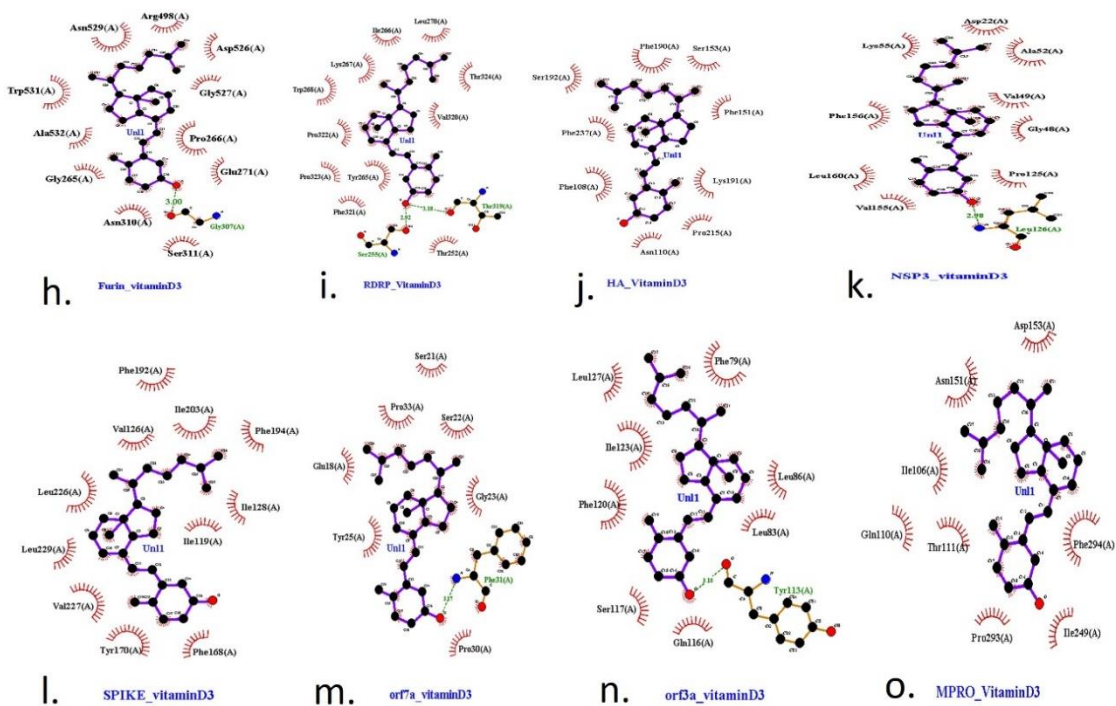 Arg498(A)
Asn529(A)
Asp526(A)
Trp531(A)
Gly527(A)
Ala532(A)
Unl1
Pro266(A)
Gly265(A)
Glu271(A)
3.00
Asn310(A)
Gly307(A)
Ser311(A)
h. Furin_vitaminD3
Leu270(A)
Ile266(A)
Lys267(A)
Thr324(A)
Trp268(A)
Val320(A)
Pro322(A)
Unl1
Pro323(A)
Tyr265(A)
Phe321(A)
Thr319(A)
2.92
Ser255(A)
Thr252(A)
i. RDRP_VitaminD3
Phe190(A)
Ser153(A)
Ser192(A)
Phe151(A)
Phe237(A)
Unl1
Phe108(A)
Lys191(A)
Pro215(A)
Asn110(A)
j. HA_VitaminD3
Asp22(A)
Lys55(A)
Ala52(A)
Val49(A)
Phe156(A)
Unl1
Gly48(A)
Leu160(A)
Pro125(A)
Val155(A)
2.98
Leu126(A)
k. NSP3_vitaminD3
Phe192(A)
Ile203(A)
Val126(A)
Phe194(A)
Leu226(A)
Ile128(A)
Ile119(A)
Unl1
Leu229(A)
Val227(A)
Tyr170(A)
Phe168(A)
l. SPIKE_vitaminD3
Ser21(A)
Pro33(A)
Ser22(A)
Glu18(A)
Gly23(A)
Tyr25(A)
Unl1
Phe31(A)
Pro30(A)
m. orf7a_vitaminD3
Phe79(A)
Leu127(A)
Ile123(A)
Leu86(A)
Phe120(A)
Unl1
Leu83(A)
Tyr113(A)
Ser117(A)
Gln116(A)
n. orf3a_vitaminD3
Asp153(A)
Asn151(A)
Ile106(A)
Unl1
Gln110(A)
Thr111(A)
Phe294(A)
Pro293(A)
Ile249(A)
o. MPRO_VitaminD3